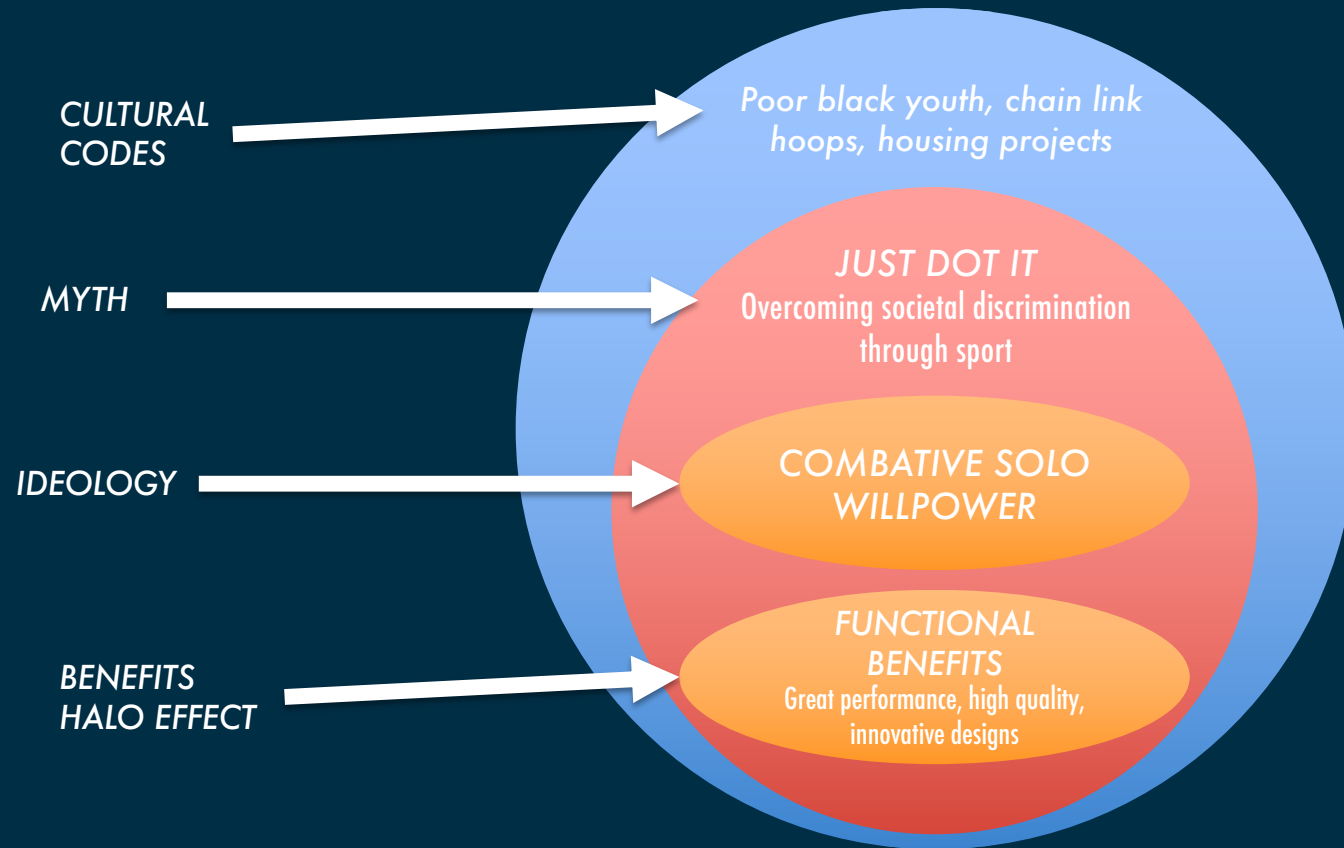 CULTURAL
CODES
Poor black youth, chain link
hoops, housing projects
MYTH
JUST DOT IT
Overcoming societal discrimination
through sport
IDEOLOGY
COMBATIVE SOLO
WILLPOWER
BENEFITS
HALO EFFECT
FUNCTIONAL
BENEFITS
Great performance, high quality,
innovative designs